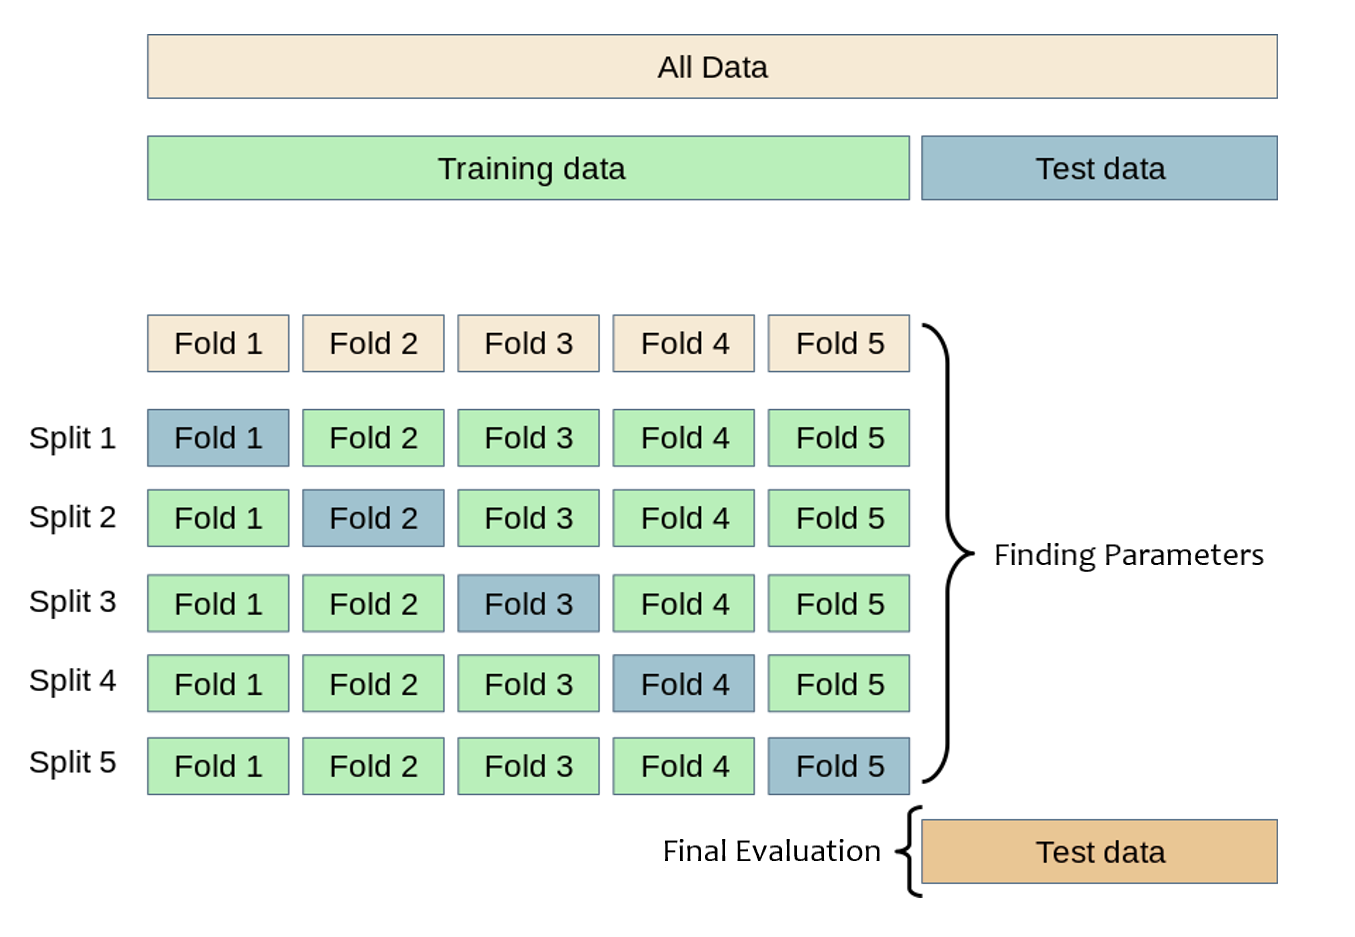 All Data
Training data Test data
Fold 1 Fold 2 Fold 3 Fold 4 Fold 5
Split 1 Fold 1 Fold 2 Fold 3 Fold 4 Fold 5
Split 2 Fold 1 Fold 2 Fold 3 Fold 4 Fold 5
Finding Parameters
Split 3 Fold 1 Fold 2 Fold 3 Fold 4 Fold 5
Split 4 Fold 1 Fold 2 Fold 3 Fold 4 Fold 5
Split 5 Fold 1 Fold 2 Fold 3 Fold 4 Fold 5
Final Evaluation Test data